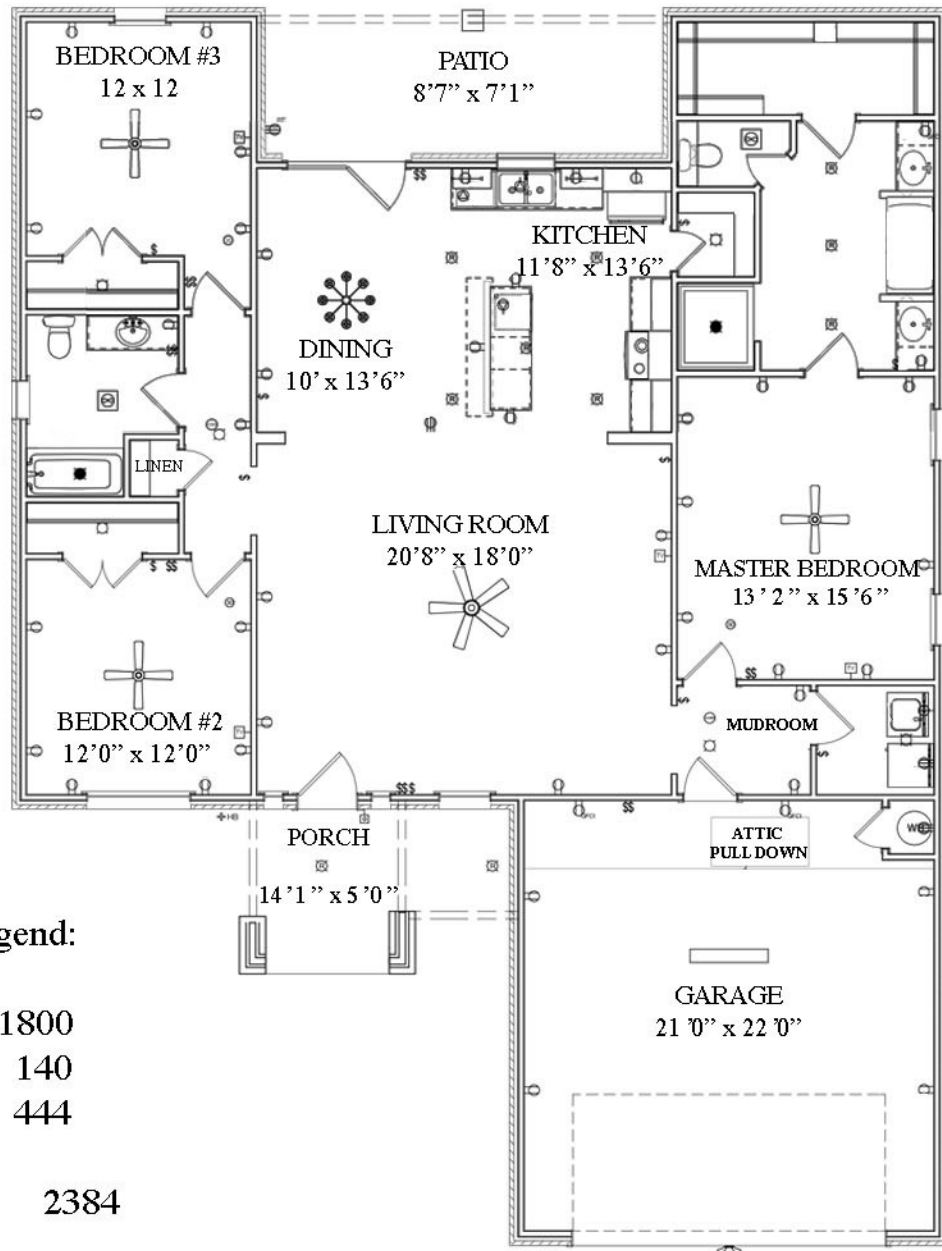 BEDROOM #3
12 x 12
PATIO
8'7” x 7'1”
KITCHEN
11'8” x 13'6”
DINING
10' x 13'6”
LINEN
LIVING ROOM
20'8” x 18'0”
MASTER BEDROOM
13'2” x 15'6”
BEDROOM #2
12'0” x 12'0”
MUDROOM
PORCH
14'1” x 5'0”
ATTIC
PULL DOWN
GARAGE
21'0” x 22'0”
gend:
1800
140
444
2384